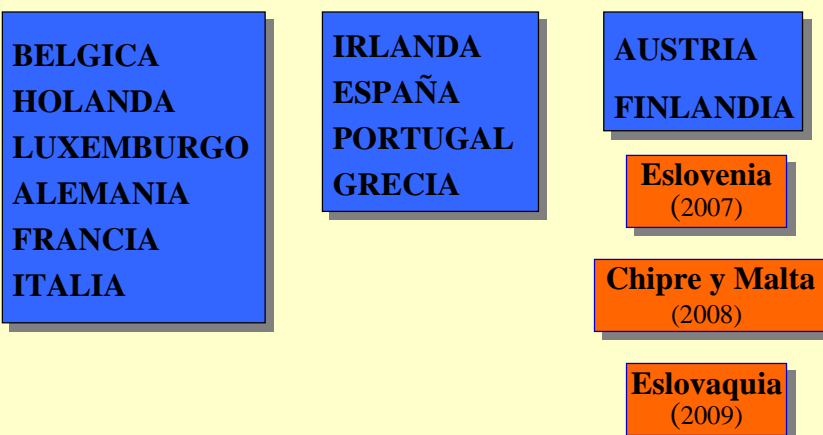 BELGICA
HOLANDA
LUXEMBURGO
ALEMANIA
FRANCIA
ITALIA
IRLANDA
ESPAÑA
PORTUGAL
GRECIA
AUSTRIA
FINLANDIA
Eslovenia
(2007)
Chipre y Malta
(2008)
Eslovaquia
(2009)